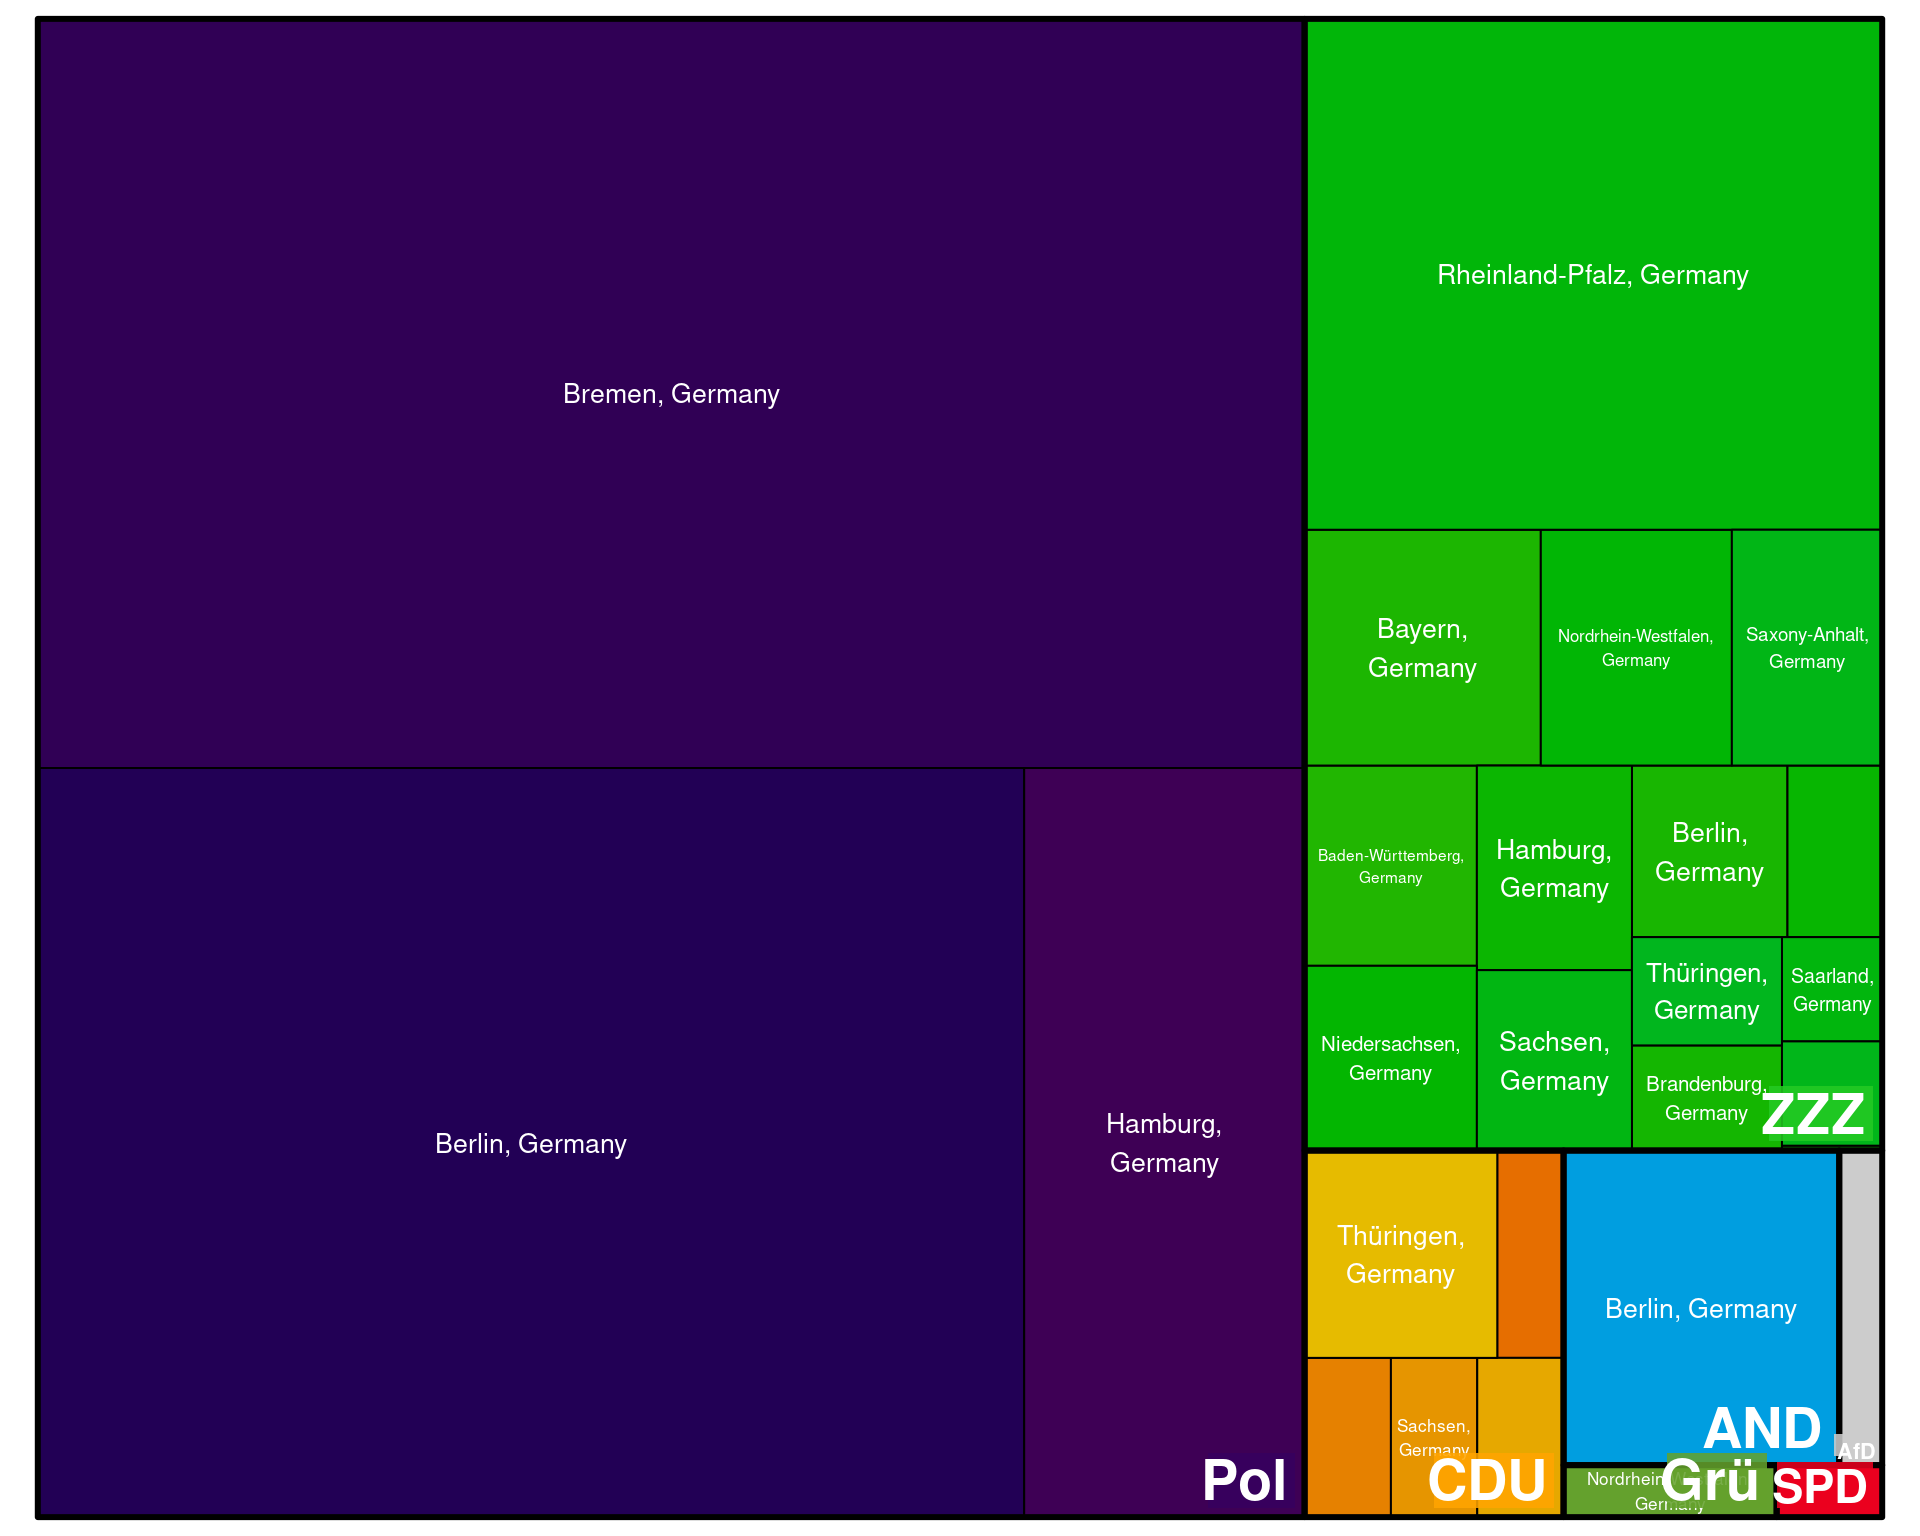 Bremen, Germany
Berlin, Germany
Hamburg,
Germany
Pol
Rheinland-Pfalz, Germany
Bayern,
Germany
Nordrhein-Westfalen,
Germany
Saxony-Anhalt,
Germany
Baden-Württemberg,
Germany
Hamburg,
Germany
Berlin,
Germany
Niedersachsen,
Germany
Sachsen,
Germany
Thüringen,
Germany
Saarland,
Germany
Brandenburg,
Germany
ZZZ
Thüringen,
Germany
Sachsen,
Germany
CDU
Berlin, Germany
AND
AfD
Germany
Grü
SPD